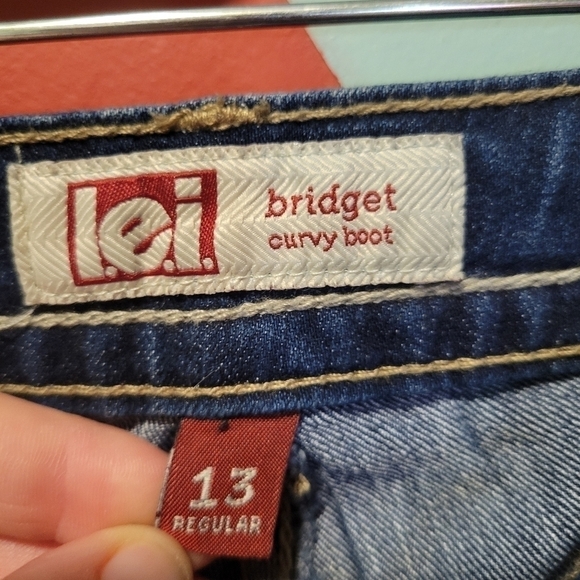 l.e.i.
bridget
curvy boot
13
REGULAR